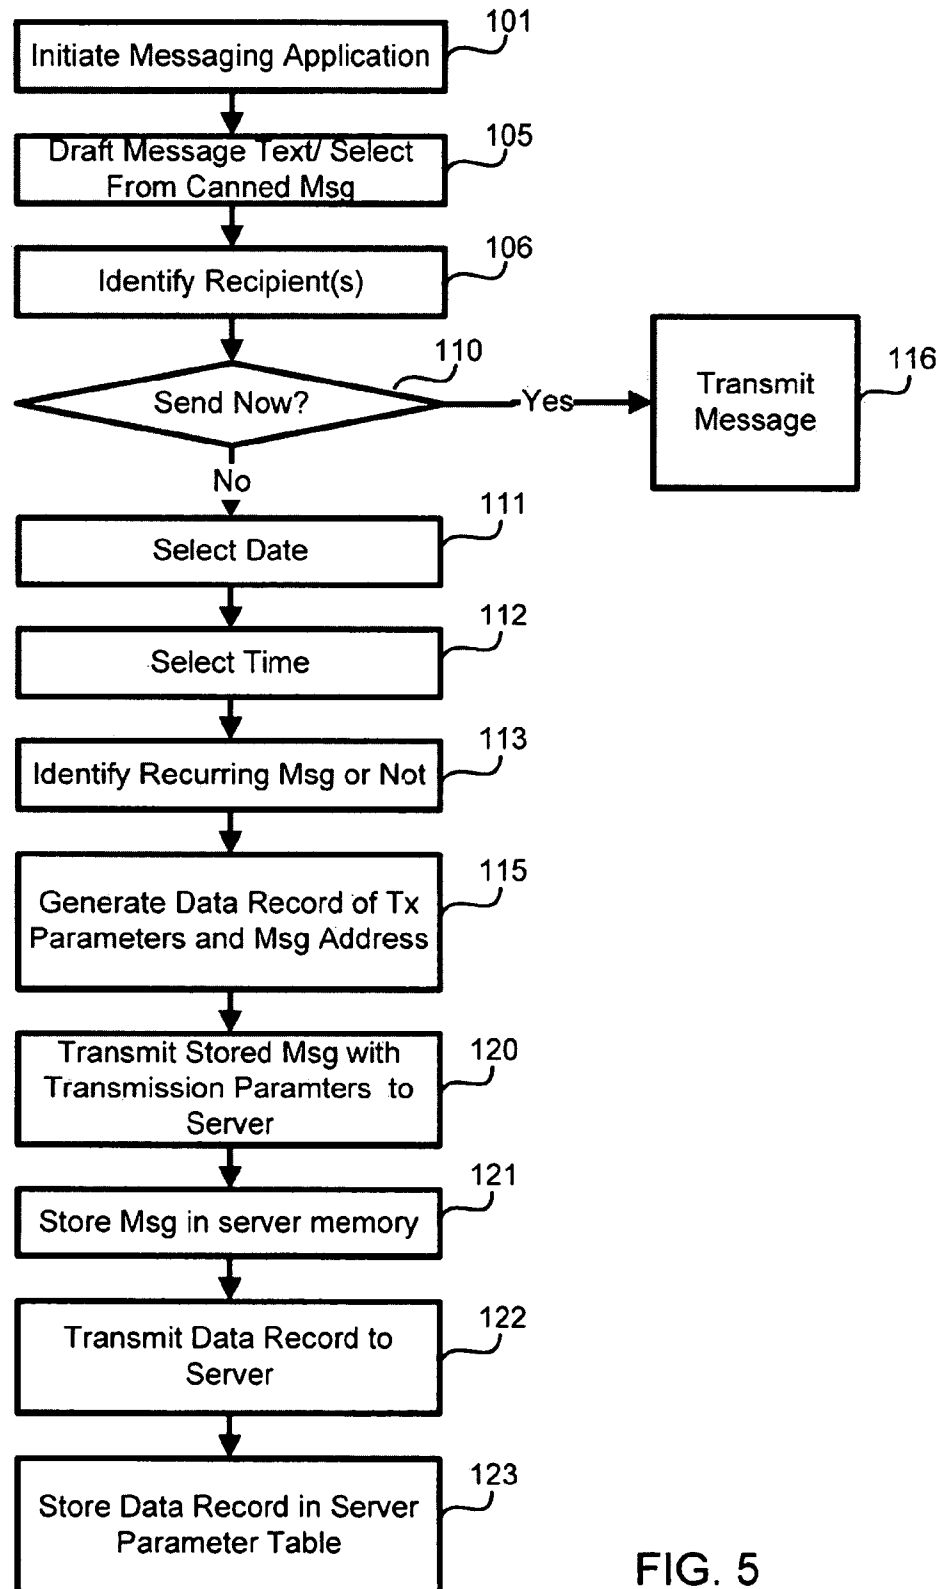 101
Initiate Messaging Application
105
Draft Message Text/ Select
From Canned Msg
106
Identify Recipient(s)
110
Send Now?
Yes
116
Transmit
Message
No
111
Select Date
112
Select Time
113
Identify Recurring Msg or Not
115
Generate Data Record of Tx
Parameters and Msg Address
120
Transmit Stored Msg with
Transmission Paramters to
Server
121
Store Msg in server memory
122
Transmit Data Record to
Server
123
Store Data Record in Server
Parameter Table
FIG. 5